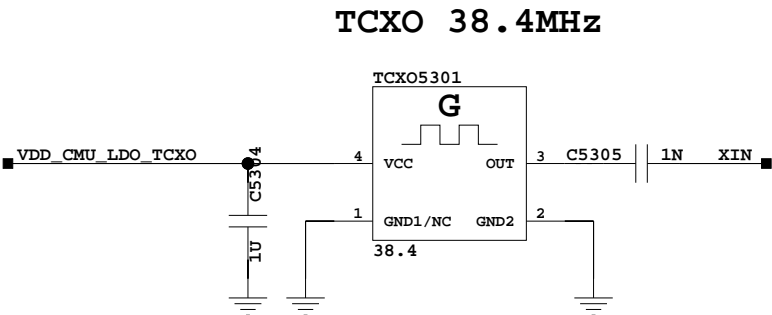 TCXO 38.4MHz
TCXO5301
G
VDD_CMU_LDO_TCXO
C5304
1U
4
VCC
OUT
3
C5305
1N
XIN
1
GND1/NC
GND2
2
38.4